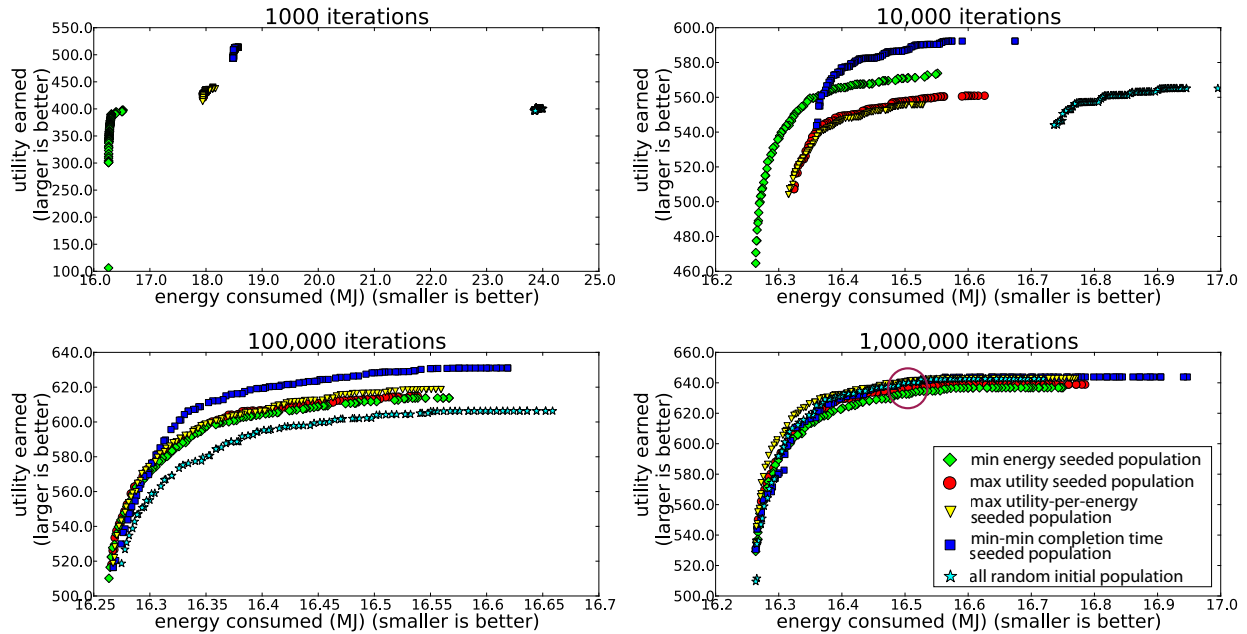 1000 iterations
550.0
500.0
450.0
400.0
350.0
300.0
250.0
200.0
150.0
100.0
utility earned
(larger is better)
16.0 17.0 18.0 19.0 20.0 21.0 22.0 23.0 24.0 25.0
energy consumed (MJ) (smaller is better)
10,000 iterations
600.0
580.0
560.0
540.0
520.0
500.0
480.0
460.0
utility earned
(larger is better)
16.2 16.3 16.4 16.5 16.6 16.7 16.8 16.9 17.0
energy consumed (MJ) (smaller is better)
100,000 iterations
640.0
620.0
600.0
580.0
560.0
540.0
520.0
500.0
utility earned
(larger is better)
16.25 16.3 16.35 16.4 16.45 16.5 16.55 16.6 16.65 16.7
energy consumed (MJ) (smaller is better)
1,000,000 iterations
660.0
640.0
620.0
600.0
580.0
560.0
540.0
520.0
500.0
utility earned
(larger is better)
16.2 16.3 16.4 16.5 16.6 16.7 16.8 16.9 17.0
energy consumed (MJ) (smaller is better)
min energy seeded population
max utility seeded population
max utility-per-energy
seeded population
min-min completion time
seeded population
all random initial population